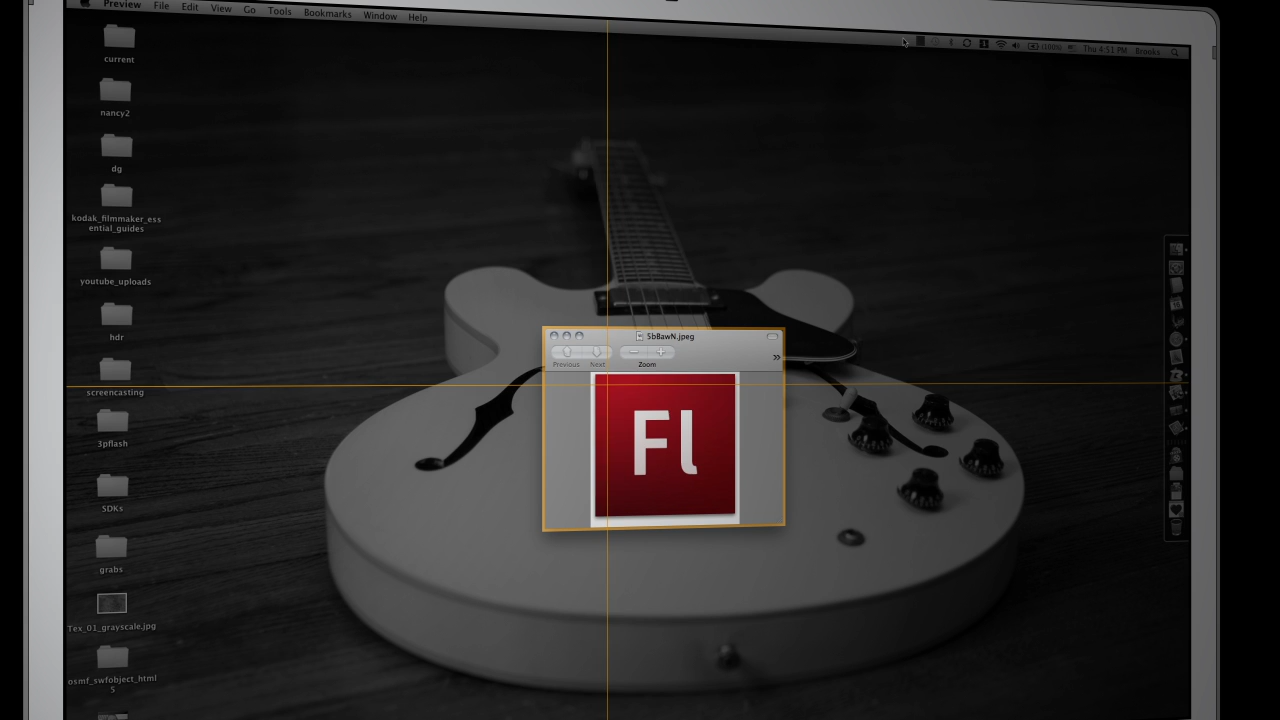 Preview File Edit View Go Tools Bookmarks Window Help
(100%) Thu 4:51 PM Brooks
current
nancy2
dg
kodak_filmmaker_ess
ential_guides
youtube_uploads
hdr
screencasting
3pflash
SDKs
grabs
Tex_01_grayscale.jpg
osmf_swfobject_html
5
5bBawN.jpeg
Previous Next Zoom
Fl